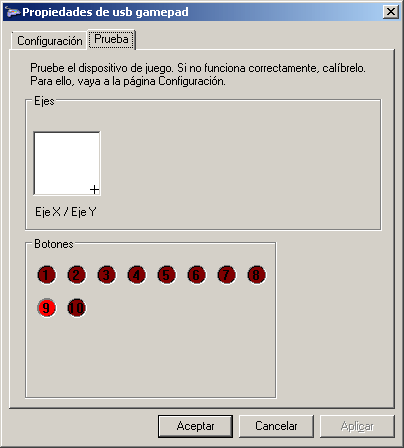 Propiedades de usb gamepad
Configuración Prueba
Pruebe el dispositivo de juego. Si no funciona correctamente, calíbrelo.
Para ello, vaya a la página Configuración.
Ejes
Eje X / Eje Y
Botones
1 2 3 4 5 6 7 8
9 10
Aceptar Cancelar Aplicar